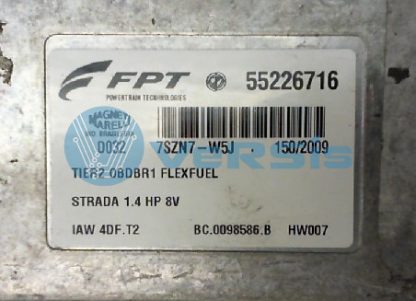 FPT 55226716
POWERTRAIN TECHNOLOGIES
MAGNETI
MARELLI
IND BRASILEIRA
D032 7SZN7-W5J . 150/2009
VERSIS
TIER2 OBDBR1 FLEXFUEL
STRADA 1.4 HP 8V
IAW 4DF.T2 BC.0098586.B HW007